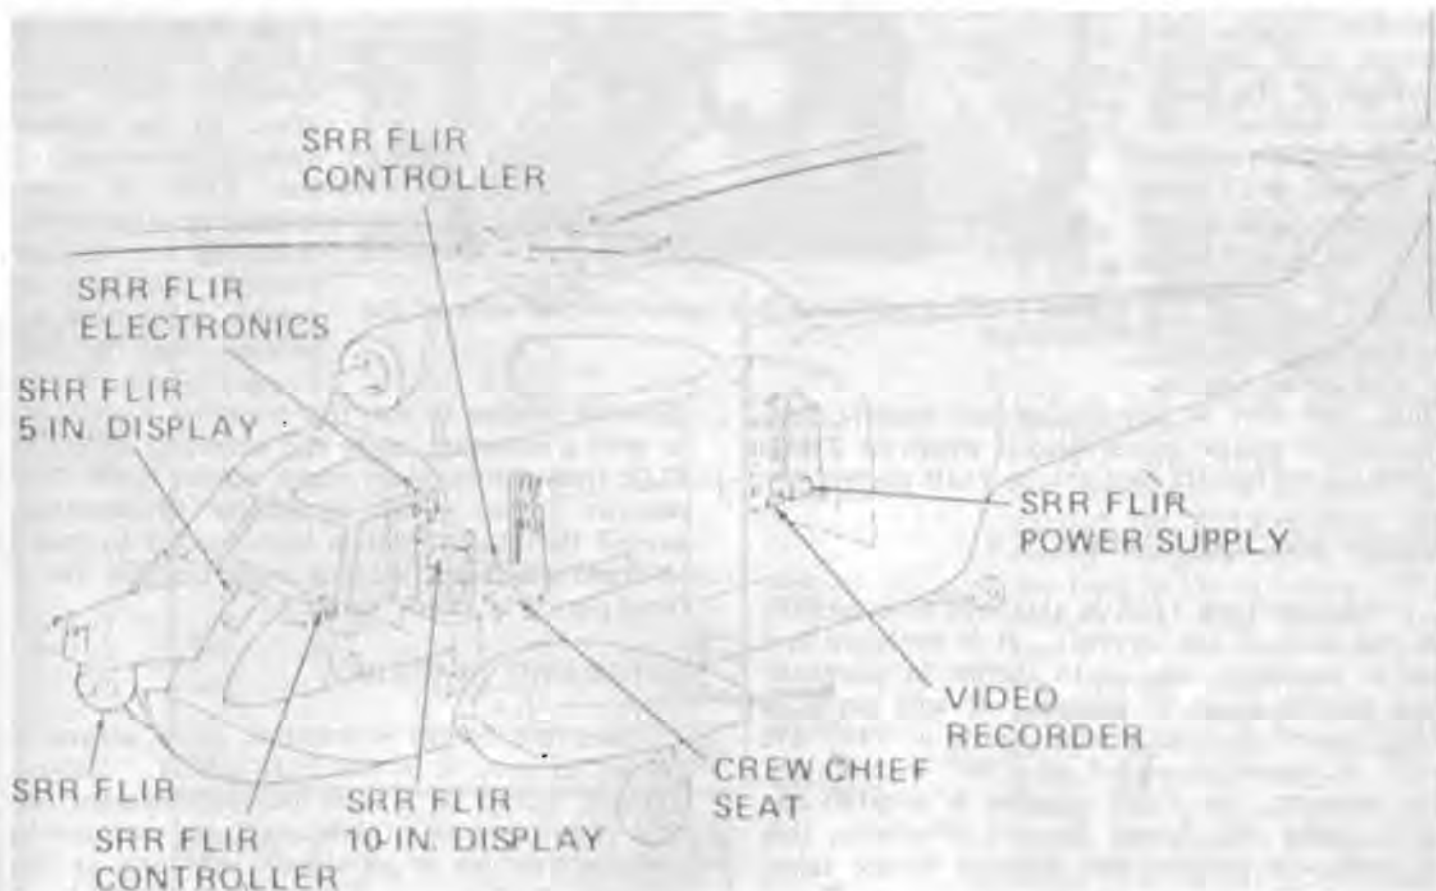 SRR FLIR
CONTROLLER
SRR FLIR
ELECTRONICS
SRR FLIR
5 IN. DISPLAY
SRR FLIR
POWER SUPPLY
VIDEO
RECORDER
CREW CHIEF
SEAT
SRR FLIR
10-IN. DISPLAY
SRR FLIR
SRR FLIR
CONTROLLER